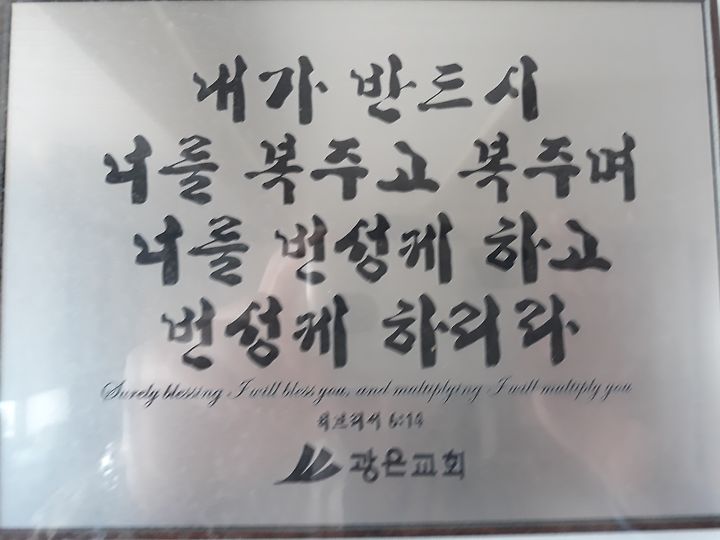 내가 반드시
너를 복주고 복주며
너를 번성케 하고
번성케 하리라
Surely blessing I will bless you, and multiplying I will multiply you
히브리서 6:14
광은교회